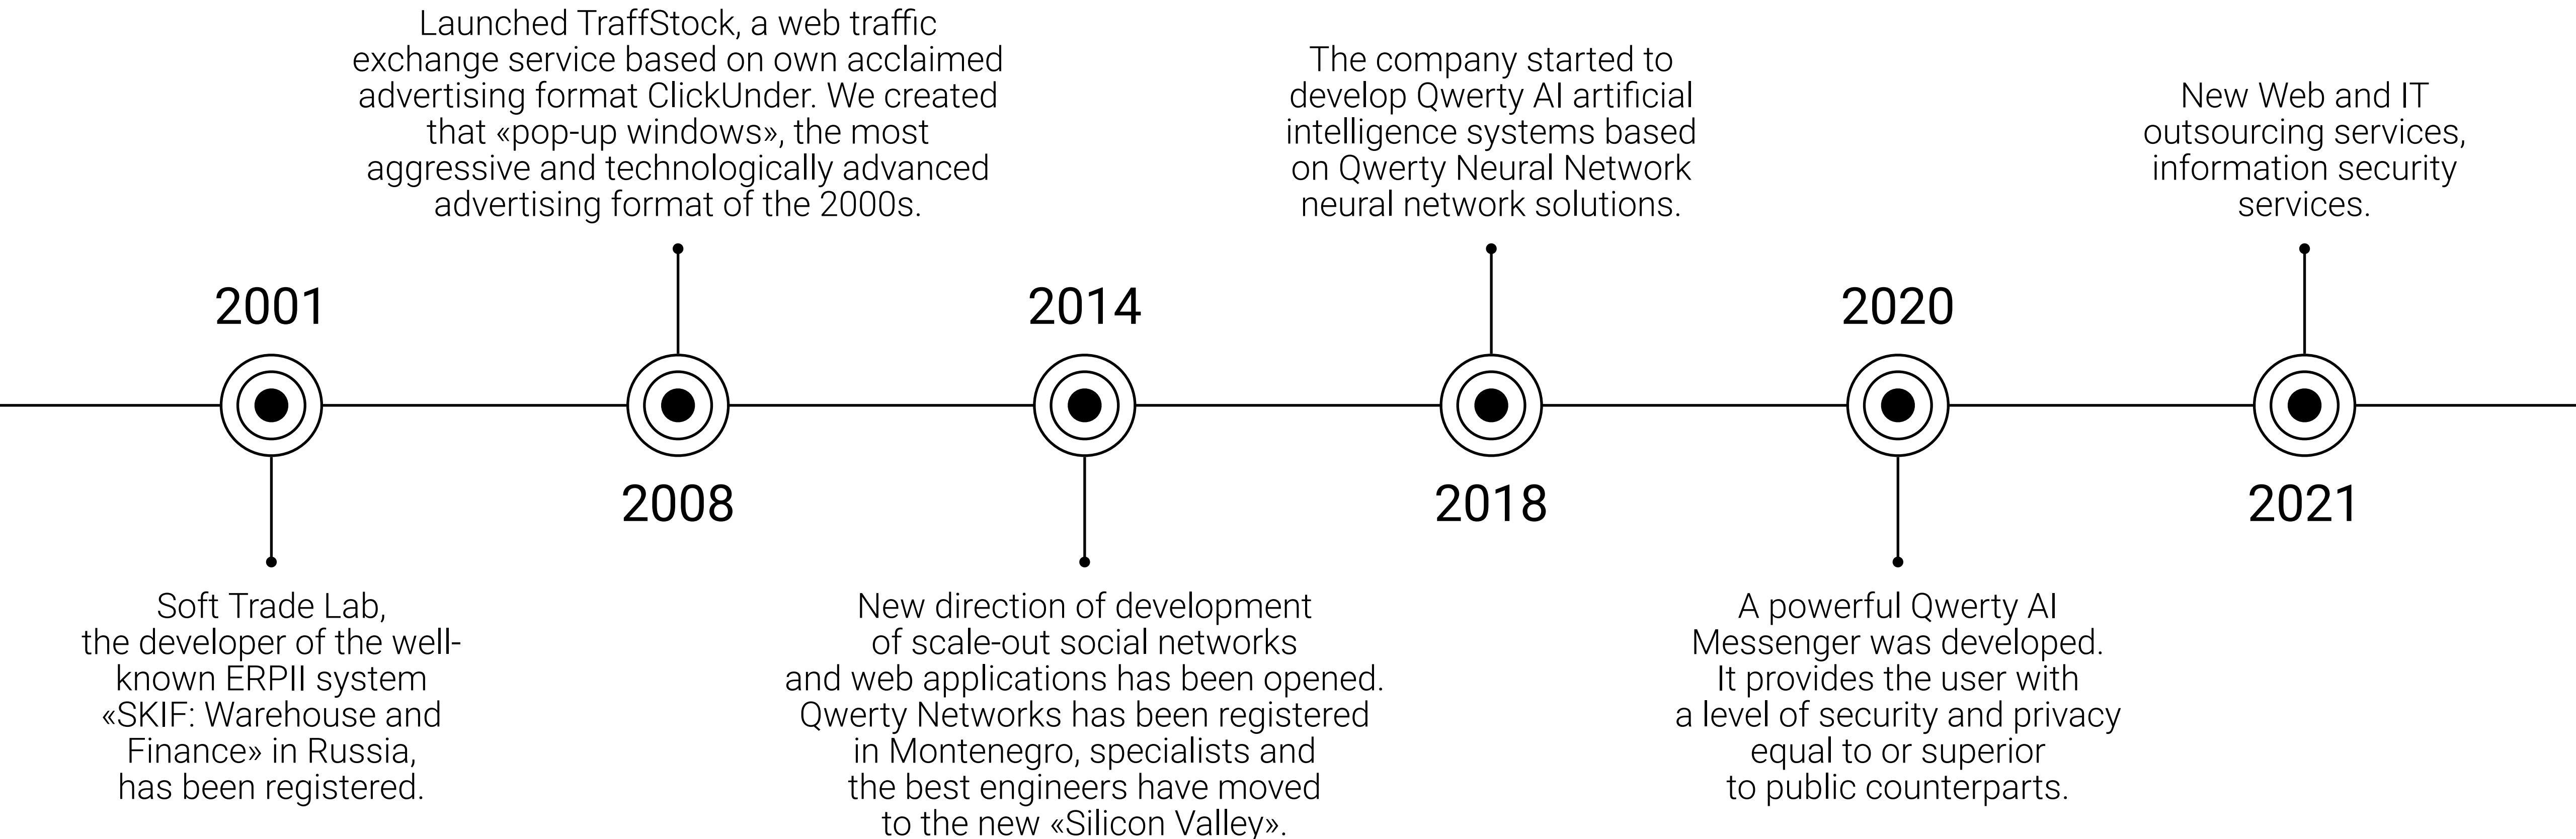 2001
Soft Trade Lab,
the developer of the well-
known ERPII system
«SKIF: Warehouse and
Finance» in Russia,
has been registered.
Launched TraffStock, a web traffic
exchange service based on own acclaimed
advertising format ClickUnder. We created
that «pop-up windows», the most
aggressive and technologically advanced
advertising format of the 2000s.
2008
2014
New direction of development
of scale-out social networks
and web applications has been opened.
Qwerty Networks has been registered
in Montenegro, specialists and
the best engineers have moved
to the new «Silicon Valley».
The company started to
develop Qwerty AI artificial
intelligence systems based
on Qwerty Neural Network
neural network solutions.
2018
2020
A powerful Qwerty AI
Messenger was developed.
It provides the user with
a level of security and privacy
equal to or superior
to public counterparts.
New Web and IT
outsourcing services,
information security
services.
2021